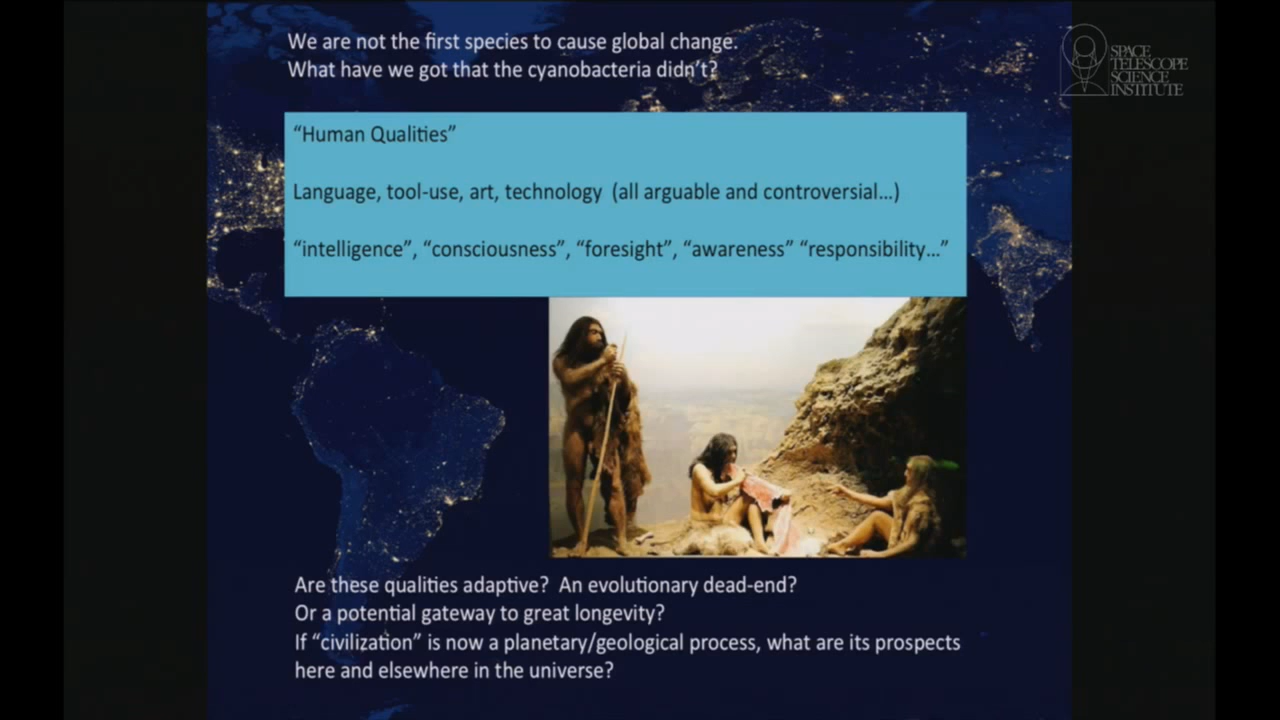 We are not the first species to cause global change.
What have we got that the cyanobacteria didn't?
SPACE
TELESCOPE
SCIENCE
INSTITUTE
“Human Qualities”
Language, tool-use, art, technology (all arguable and controversial…)
“intelligence”, “consciousness”, “foresight”, “awareness” “responsibility…”
Are these qualities adaptive? An evolutionary dead-end?
Or a potential gateway to great longevity?
If “civilization” is now a planetary/geological process, what are its prospects
here and elsewhere in the universe?